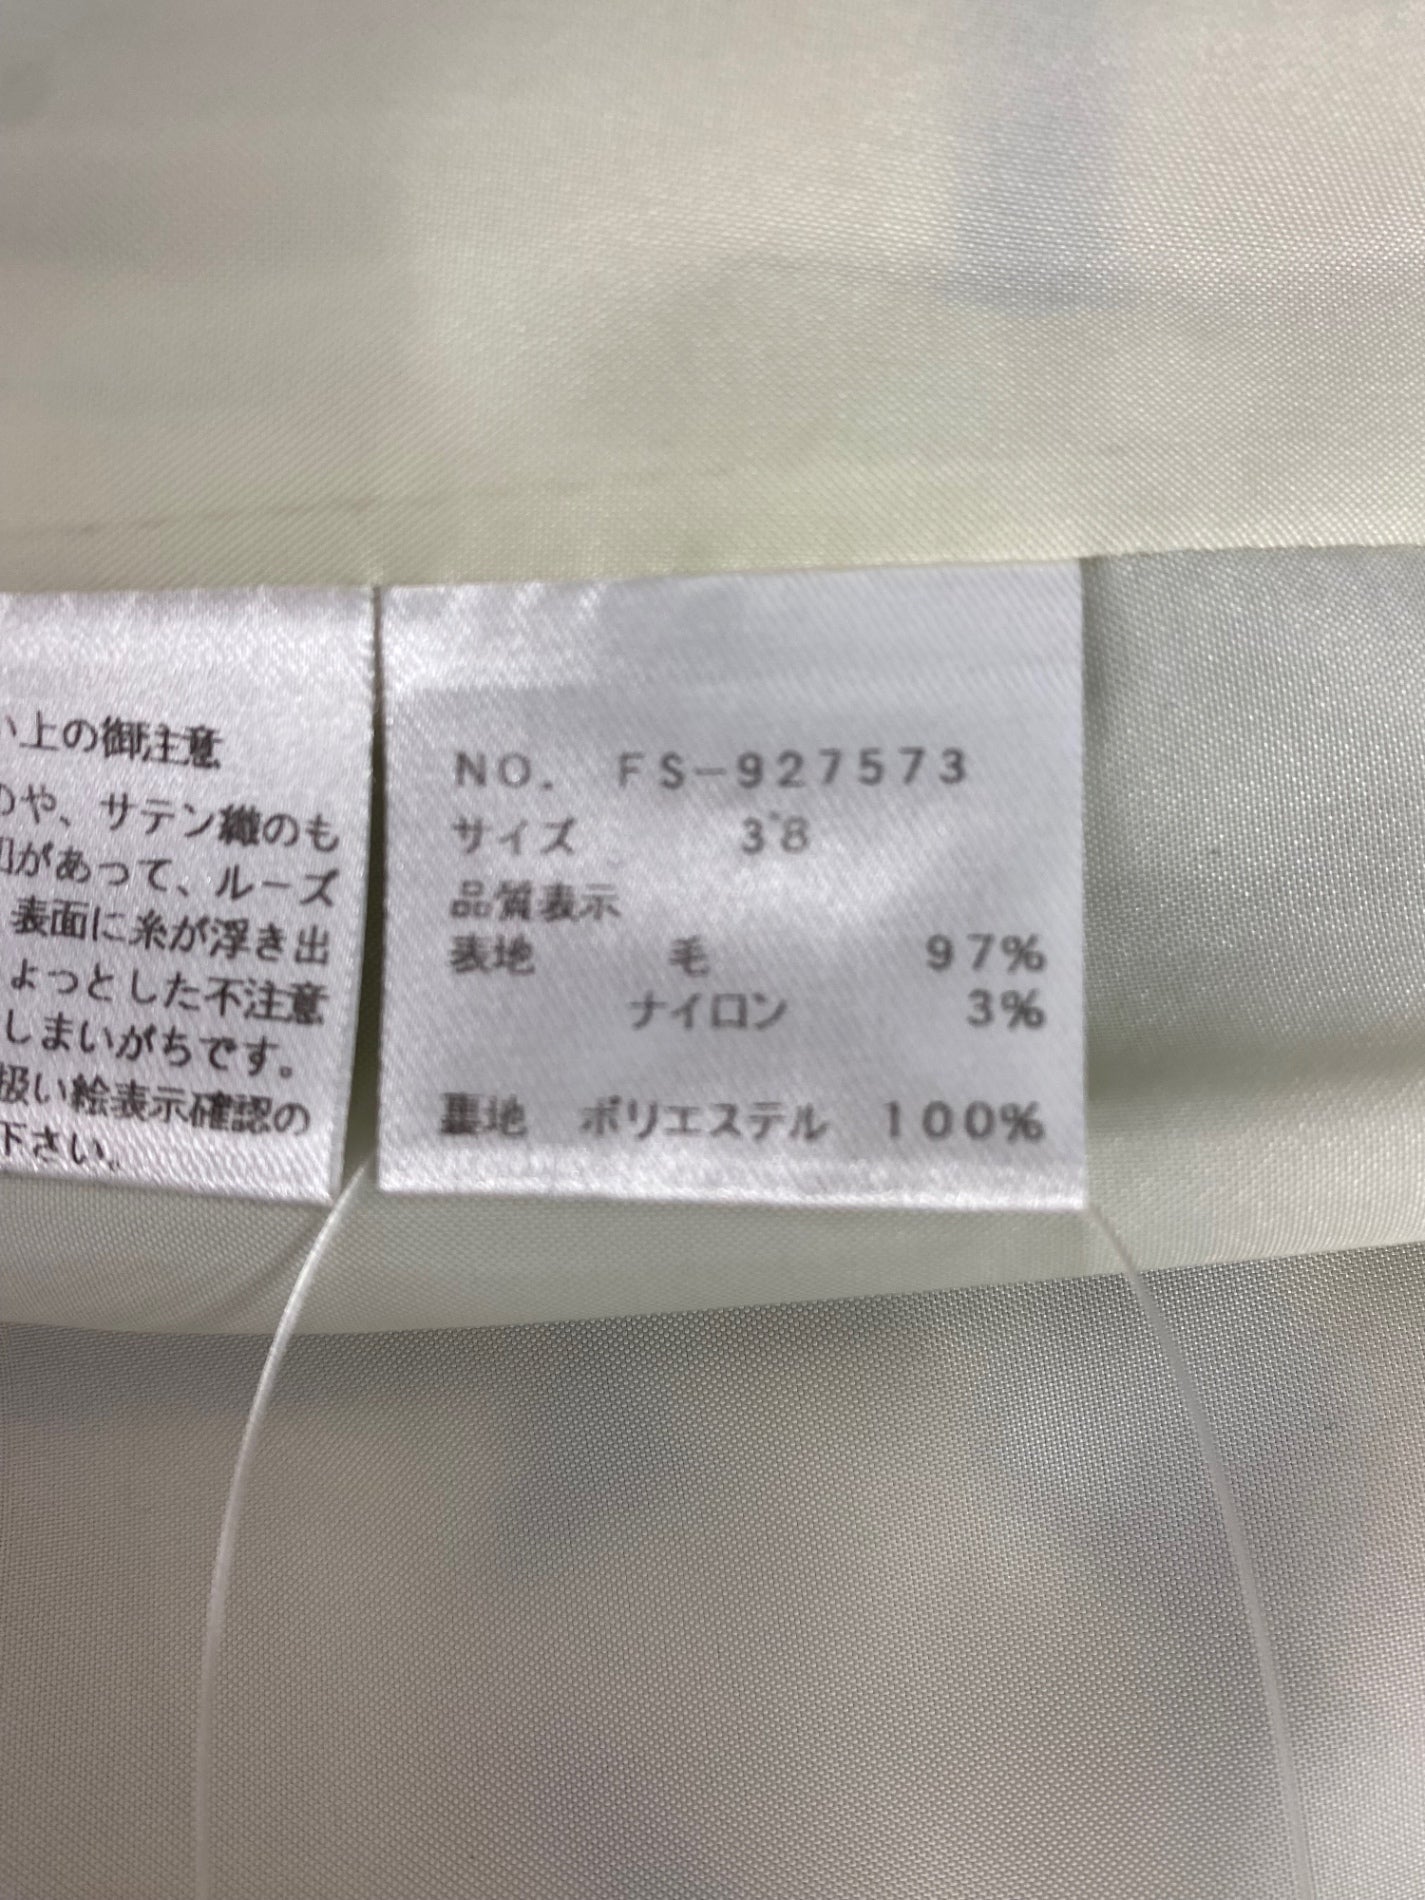 い上の御注意
のや、サテン織のも
があって、ルーズ
表面に糸が浮き出
ょっとした不注意
しまいがちです。
扱い絵表示確認の
下さい。
NO. FS-927573
サイズ 38
品質表示
表地 毛 97%
ナイロン 3%
裏地 ポリエステル 100%